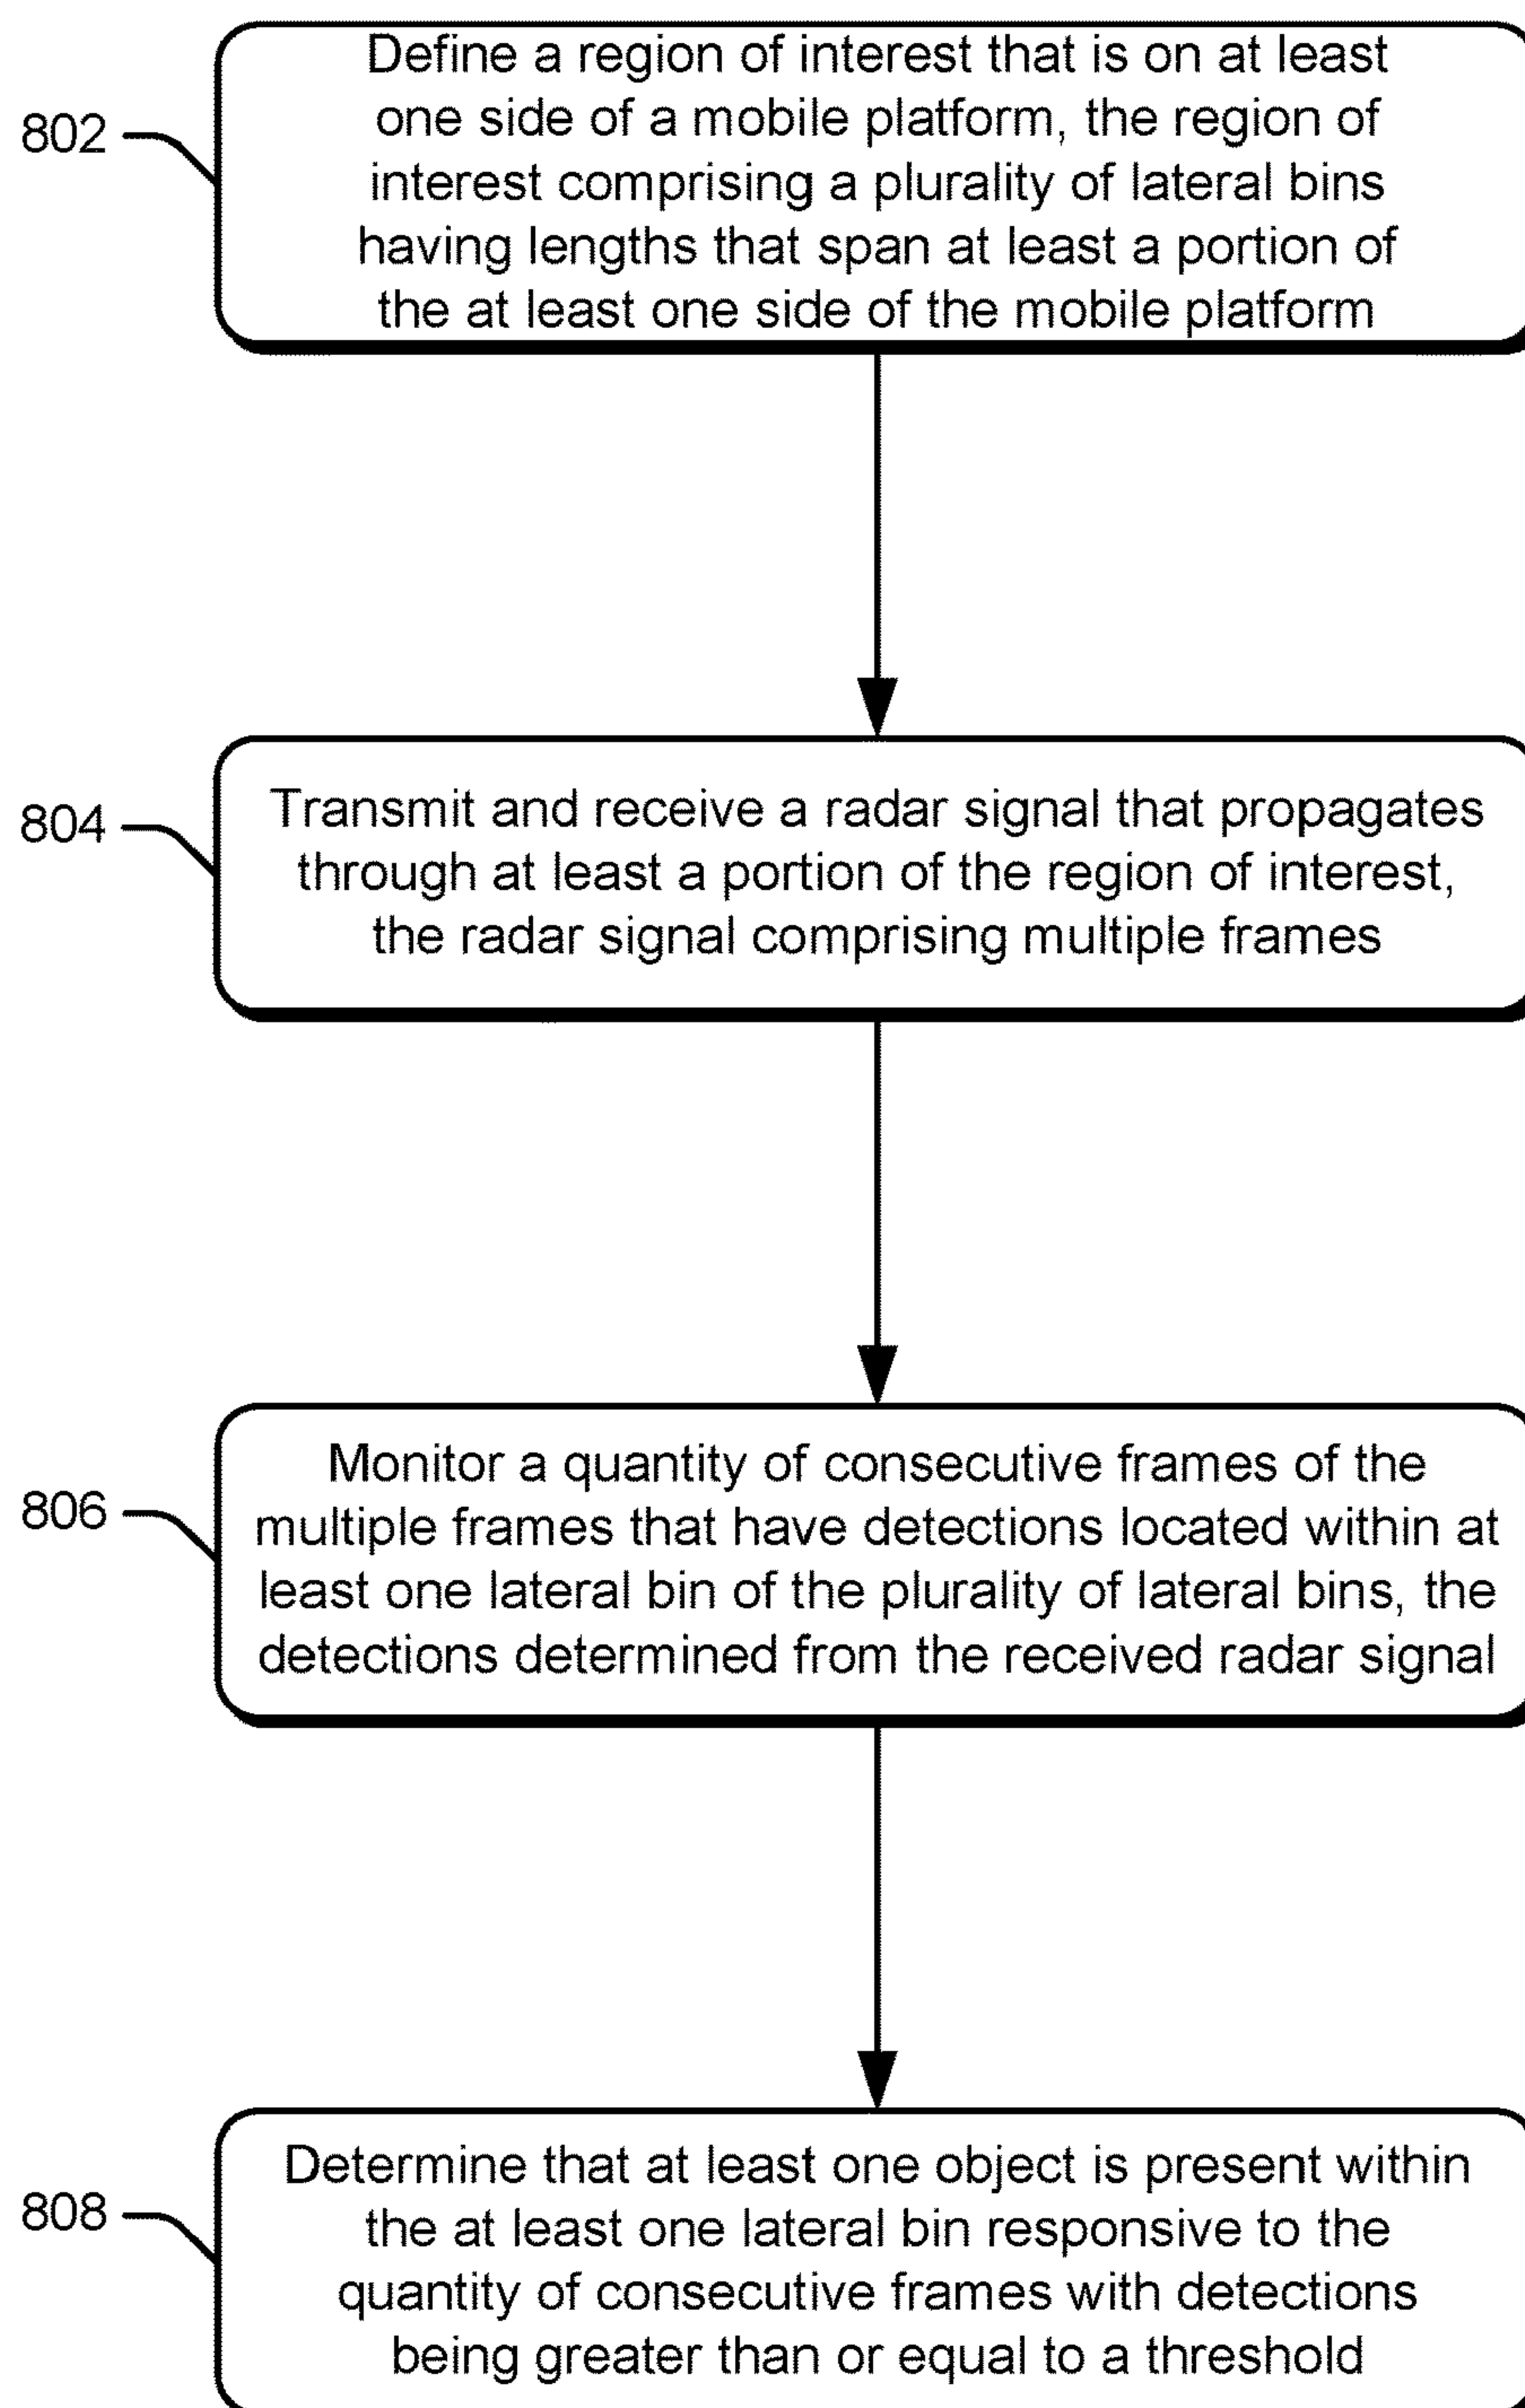 Define a region of interest that is on at least
one side of a mobile platform, the region of
802
interest comprising a plurality of lateral bins
having lengths that span at least a portion of
the at least one side of the mobile platform
804
Transmit and receive a radar signal that propagates
through at least a portion of the region of interest,
the radar signal comprising multiple frames
Monitor a quantity of consecutive frames of the
806
multiple frames that have detections located within at
least one lateral bin of the plurality of lateral bins, the
detections determined from the received radar signal
Determine that at least one object is present within
808
the at least one lateral bin responsive to the
quantity of consecutive frames with detections
being greater than or equal to a threshold